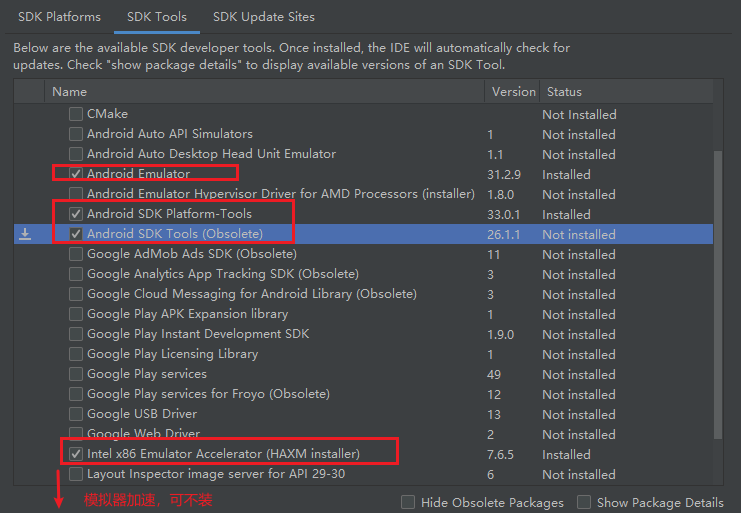 SDK Platforms SDK Tools SDK Update Sites
Below are the available SDK developer tools. Once installed, the IDE will automatically check for
updates. Check "show package details" to display available versions of an SDK Tool.
Name Version Status
CMake Not Installed
Android Auto API Simulators 1 Not installed
Android Auto Desktop Head Unit Emulator 1.1 Not installed
Android Emulator 31.2.9 Installed
Android Emulator Hypervisor Driver for AMD Processors (installer) 1.8.0 Not installed
Android SDK Platform-Tools 33.0.1 Installed
Android SDK Tools (Obsolete) 26.1.1 Not installed
Google AdMob Ads SDK (Obsolete) 11 Not installed
Google Analytics App Tracking SDK (Obsolete) 3 Not installed
Google Cloud Messaging for Android Library (Obsolete) 3 Not installed
Google Play APK Expansion library 1 Not installed
Google Play Instant Development SDK 1.9.0 Not installed
Google Play Licensing Library 1 Not installed
Google Play services 49 Not installed
Google Play services for Froyo (Obsolete) 12 Not installed
Google USB Driver 13 Not installed
Google Web Driver 2 Not installed
Intel x86 Emulator Accelerator (HAXM installer) 7.6.5 Installed
Layout Inspector image server for API 29-30 6 Not installed
模拟器加速，可不装 Hide Obsolete Packages Show Package Details